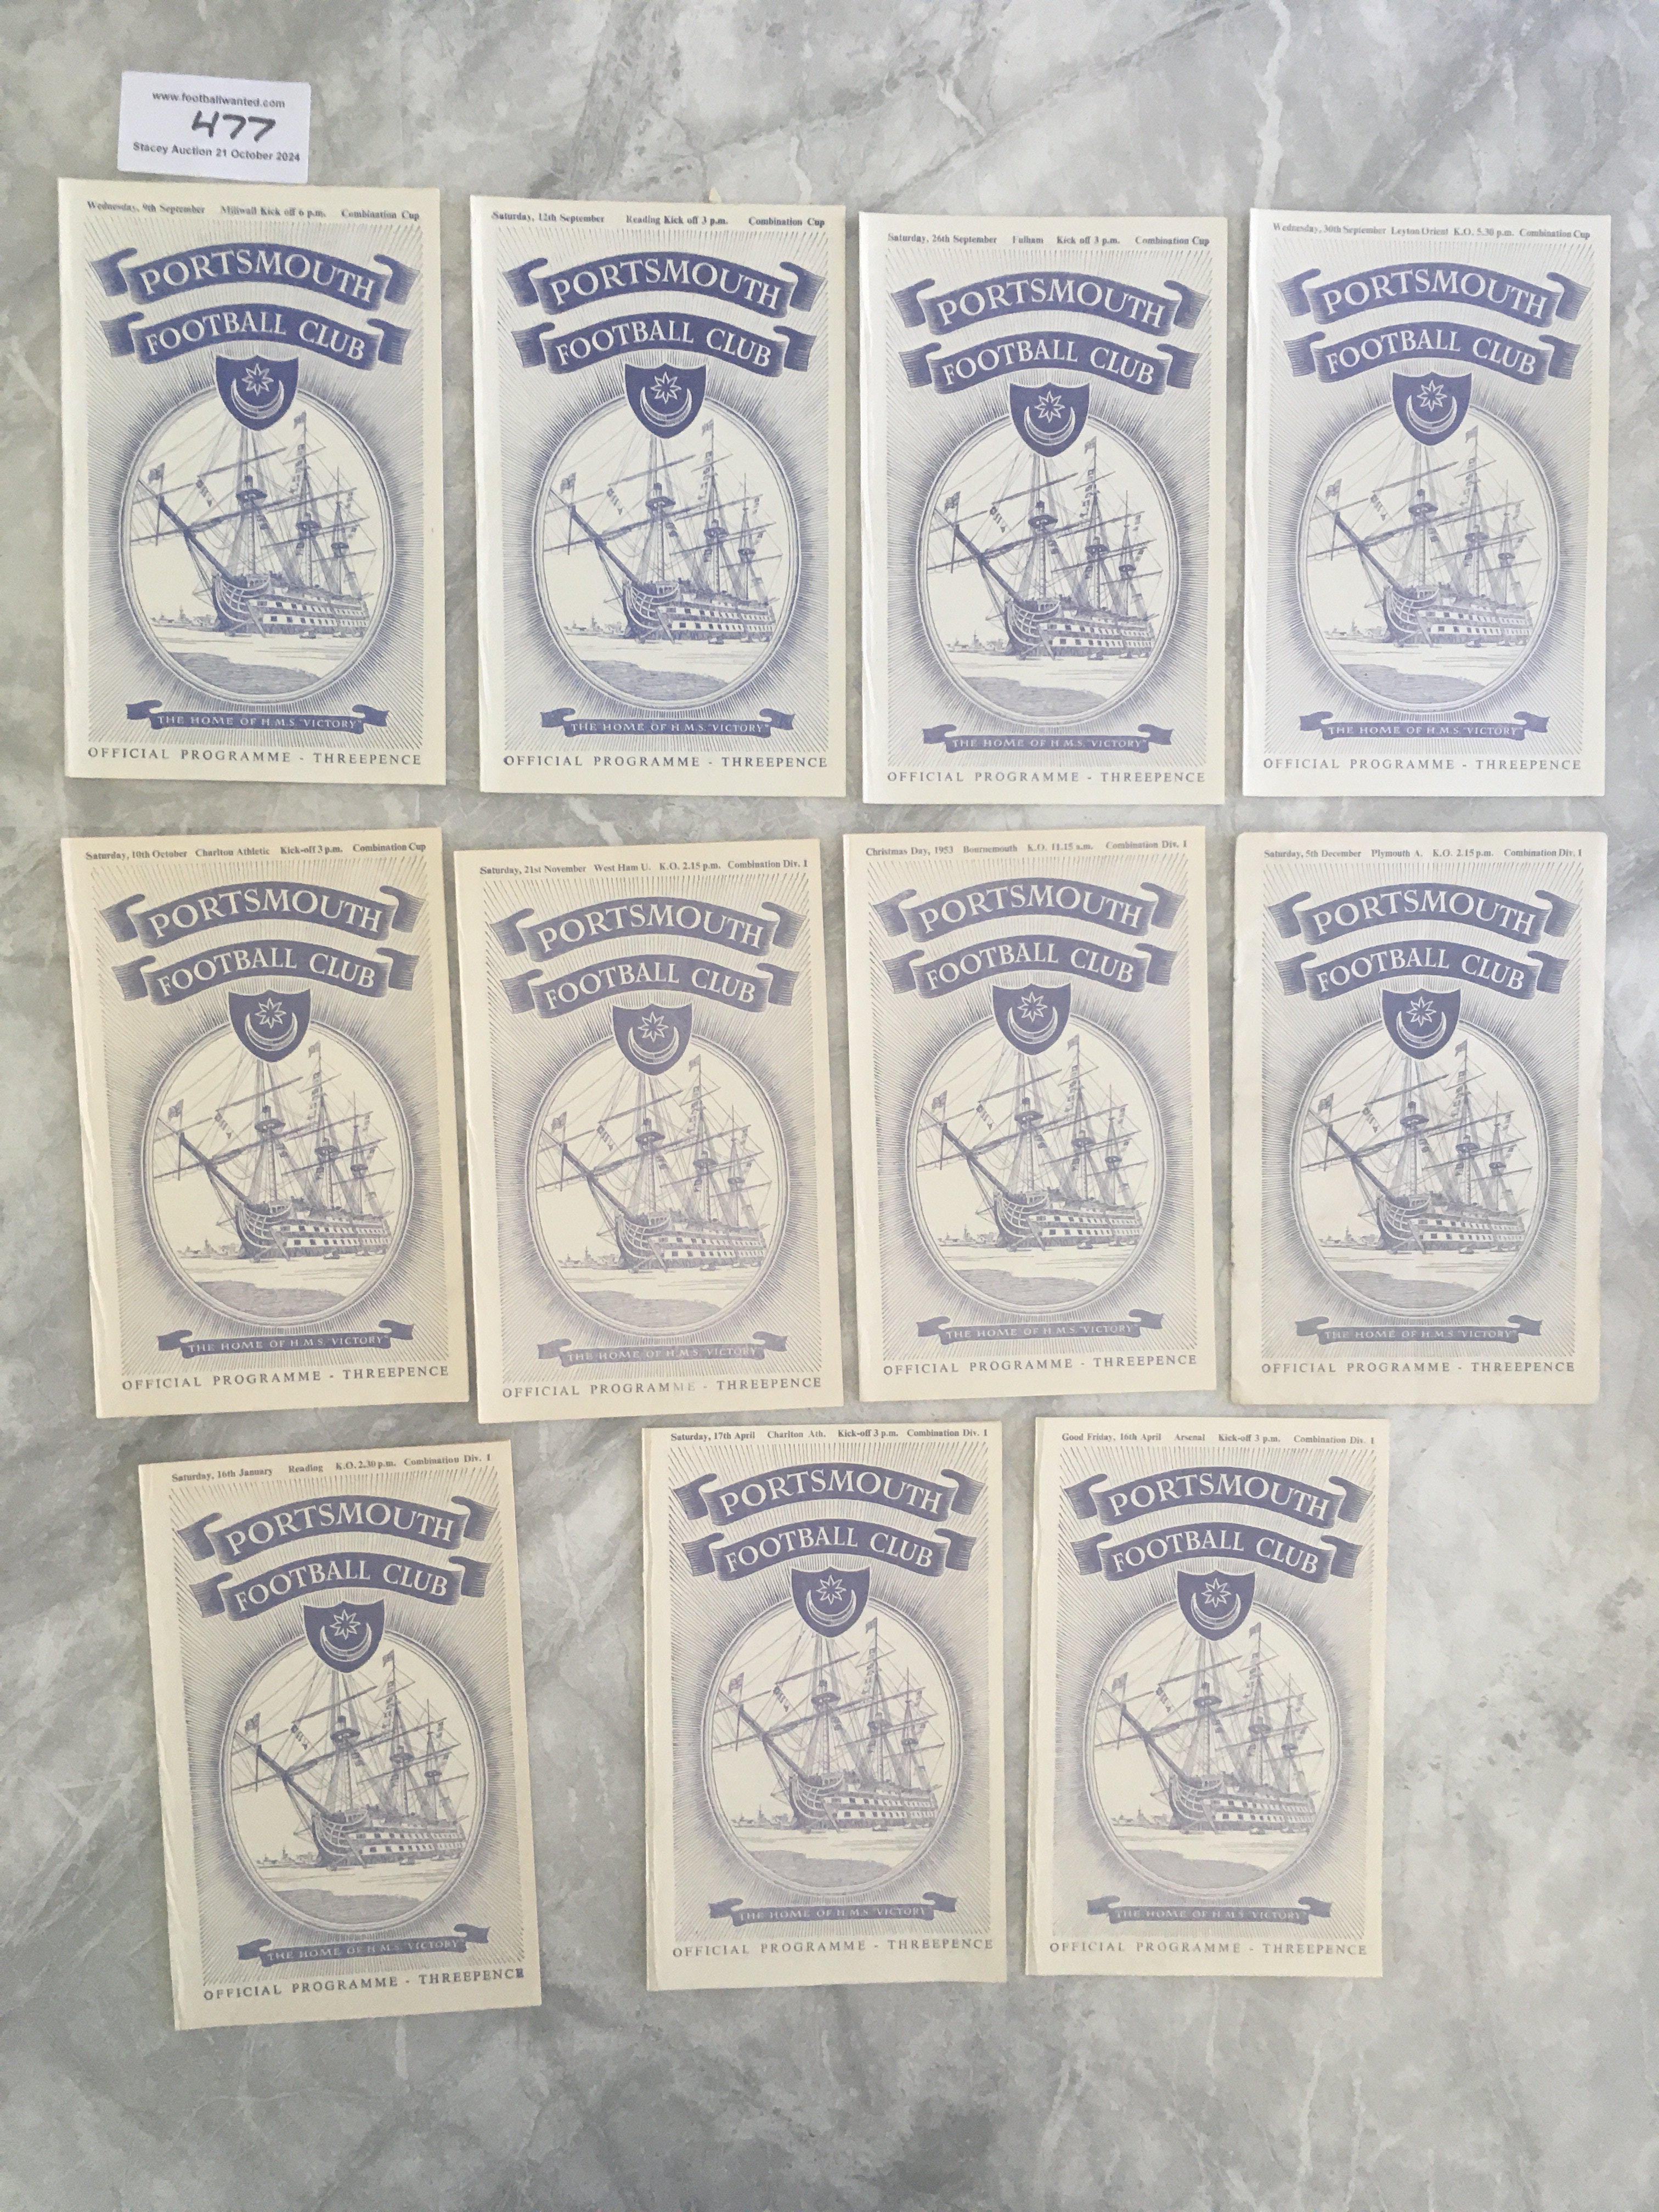 www.footballwanted.com
477
Stacey Auction 21 October 2024
Wednesday, 9th September Millwall Kick off 6 p.m. Combination Cup
PORTSMOUTH
FOOTBALL CLUB
THE HOME OF H.M.S. "VICTORY"
OFFICIAL PROGRAMME - THREEPENCE
Saturday, 12th September Reading Kick off 3 p.m. Combination Cup
PORTSMOUTH
FOOTBALL CLUB
THE HOME OF H.M.S. "VICTORY"
OFFICIAL PROGRAMME - THREEPENCE
Saturday, 26th September Fulham Kick off 3 p.m. Combination Cup
PORTSMOUTH
FOOTBALL CLUB
THE HOME OF H.M.S. "VICTORY"
OFFICIAL PROGRAMME - THREEPENCE
Wednesday, 30th September Leyton Orient K.O. 5.30 p.m. Combination Cup
PORTSMOUTH
FOOTBALL CLUB
THE HOME OF H.M.S. "VICTORY"
OFFICIAL PROGRAMME - THREEPENCE
Saturday, 10th October Charlton Athletic Kick-off 3 p.m. Combination Cup
PORTSMOUTH
FOOTBALL CLUB
THE HOME OF H.M.S. "VICTORY"
OFFICIAL PROGRAMME - THREEPENCE
Saturday, 21st November West Ham U. K.O. 2.15 p.m. Combination Div. 1
PORTSMOUTH
FOOTBALL CLUB
THE HOME OF H.M.S. "VICTORY"
OFFICIAL PROGRAMME - THREEPENCE
Christmas Day, 1953 Bournemouth K.O. 11.15 a.m. Combination Div. 1
PORTSMOUTH
FOOTBALL CLUB
THE HOME OF H.M.S. "VICTORY"
OFFICIAL PROGRAMME - THREEPENCE
Saturday, 5th December Plymouth A. K.O. 2.15 p.m. Combination Div. 1
PORTSMOUTH
FOOTBALL CLUB
THE HOME OF H.M.S. "VICTORY"
OFFICIAL PROGRAMME - THREEPENCE
Saturday, 16th January Reading K.O. 2.30 p.m. Combination Div. 1
PORTSMOUTH
FOOTBALL CLUB
THE HOME OF H.M.S. "VICTORY"
OFFICIAL PROGRAMME - THREEPENCE
Saturday, 17th April Charlton Ath. Kick-off 3 p.m. Combination Div. 1
PORTSMOUTH
FOOTBALL CLUB
THE HOME OF H.M.S. "VICTORY"
OFFICIAL PROGRAMME - THREEPENCE
Good Friday, 16th April Arsenal Kick-off 3 p.m. Combination Div. 1
PORTSMOUTH
FOOTBALL CLUB
THE HOME OF H.M.S. "VICTORY"
OFFICIAL PROGRAMME - THREEPENCE